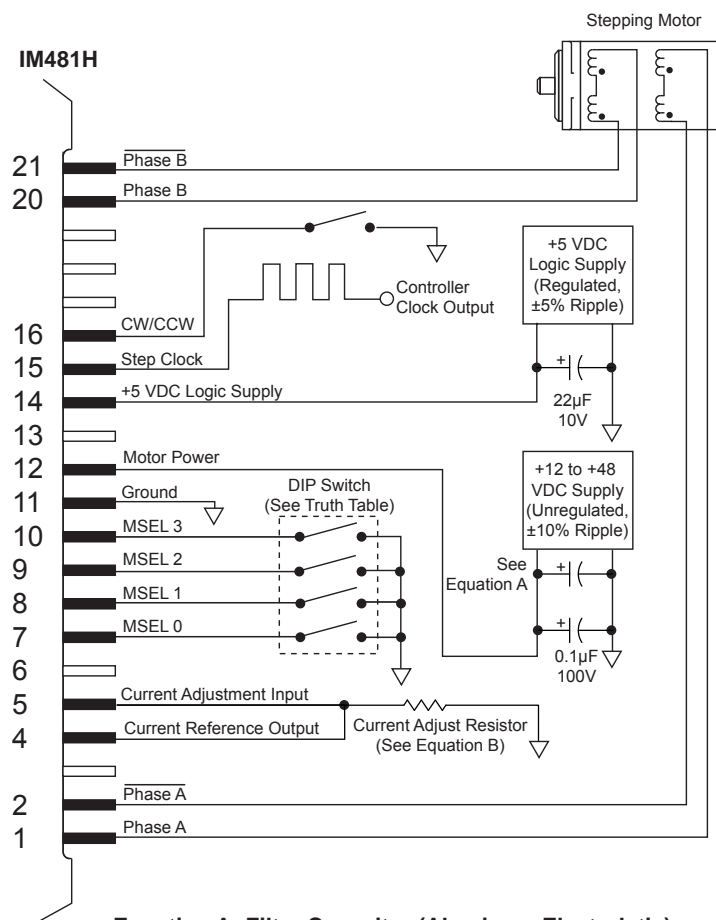 Stepping Motor
IM481H
21 Phase B
20 Phase B
+5 VDC
Logic Supply
(Regulated,
±5% Ripple)
Controller
Clock Output
16 CW/CCW
15 Step Clock
14 +5 VDC Logic Supply
+
22µF
10V
13
12 Motor Power
+12 to +48
VDC Supply
(Unregulated,
±10% Ripple)
DIP Switch
(See Truth Table)
11 Ground
10 MSEL 3
9 MSEL 2
8 MSEL 1
7 MSEL 0
See
Equation A
+
+
0.1µF
100V
6
5 Current Adjustment Input
4 Current Reference Output
Current Adjust Resistor
(See Equation B)
2 Phase A
1 Phase A